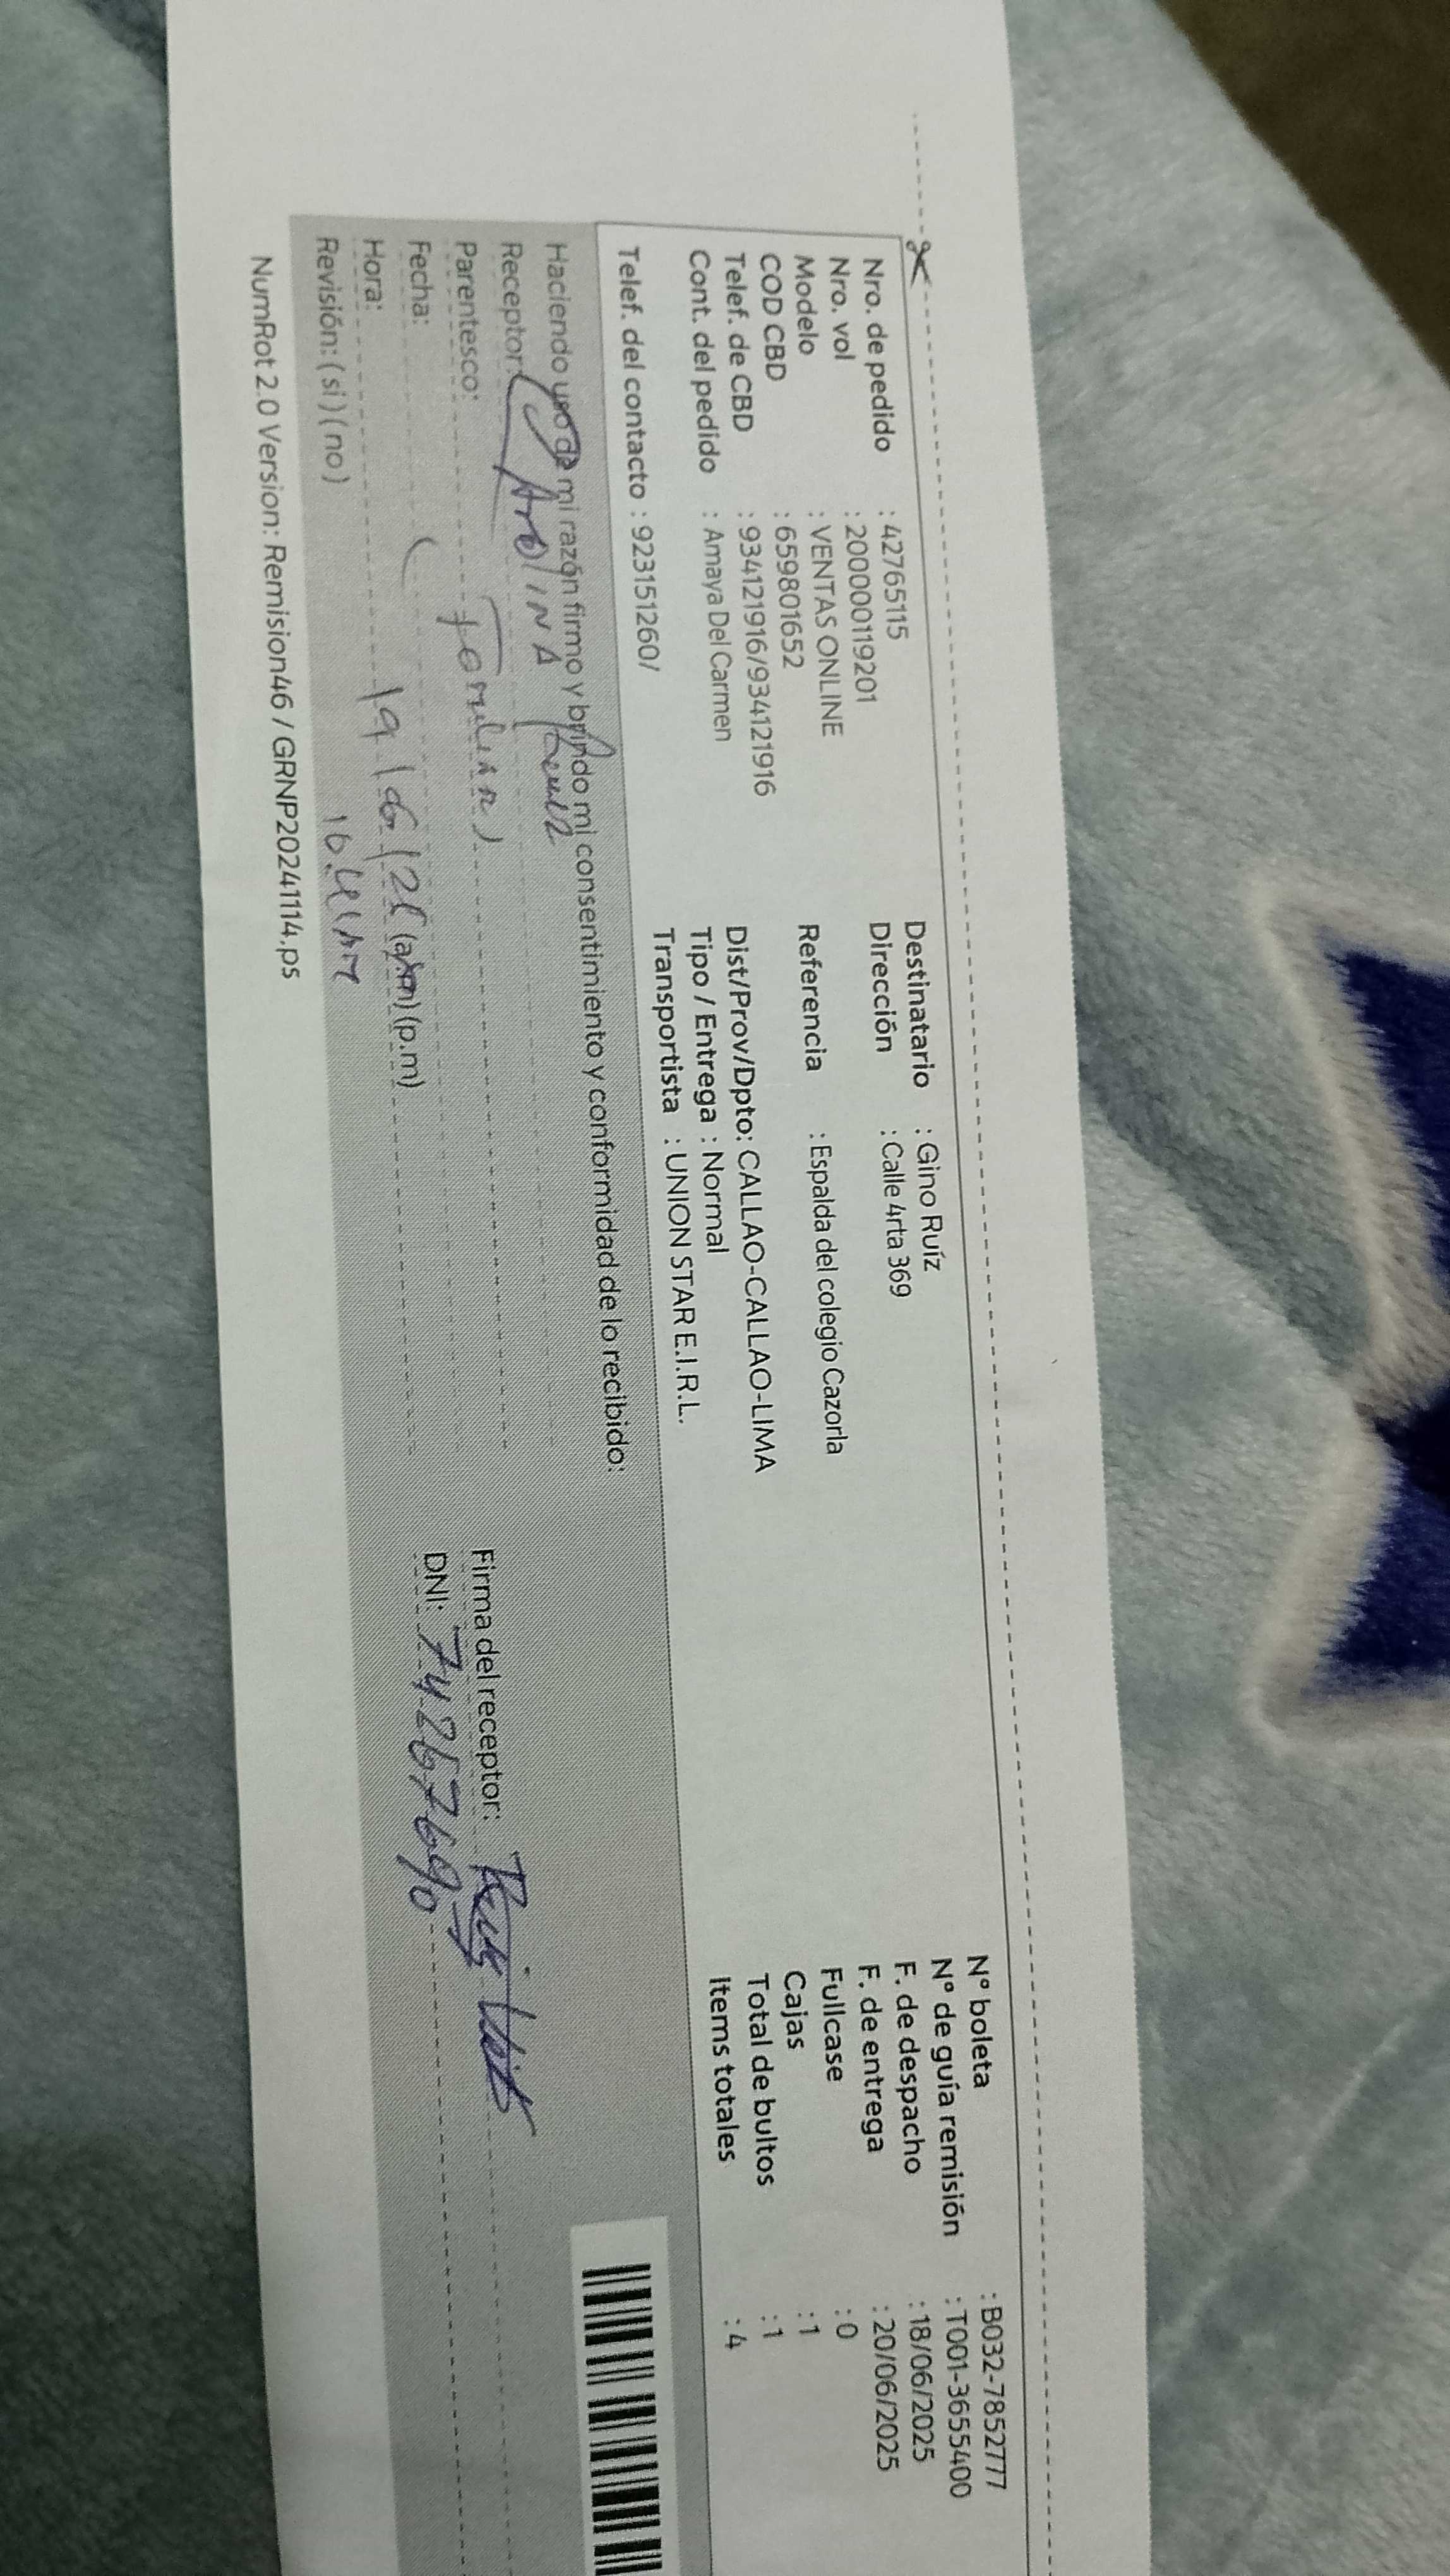 Nro. de pedido : 42765115
Nro. vol : 2000000119201
Modelo : VENTAS ONLINE
COD CBD : 659801652
Telef. de CBD : 934121916/934121916
Cont. del pedido : Amaya Del Carmen
Telef. del contacto : 923151260/
Destinatario : Gino Ruíz
Dirección : Calle 4rta 369
Referencia : Espalda del colegio Cazorla
Dist/Prov/Dpto: CALLAO-CALLAO-LIMA
Tipo / Entrega : Normal
Transportista : UNION STAR E.I.R.L.
N° boleta : B032-7852777
N° de guía remisión : T001-3655400
F. de despacho : 18/06/2025
F. de entrega : 20/06/2025
Fullcase : 0
Cajas : 1
Total de bultos : 1
Items totales : 4
Haciendo uso de mi razón firmo y brindo mi consentimiento y conformidad de lo recibido:
Receptor:
Parentesco:
Fecha:
Hora: (a.m) (p.m)
Revisión: ( si ) ( no )
Firma del receptor:
DNI: 74267690
NumRot 2.0 Version: Remision46 / GRNP20241114.ps